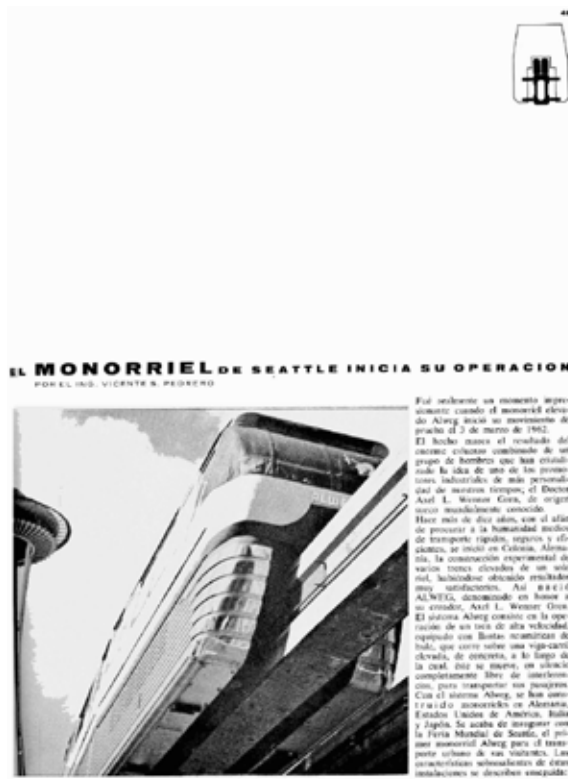 EL MONORRIEL DE SEATTLE INICIA SU OPERACION
POR EL ING. VICENTE S. PEDRERO
Fué realmente un momento impre-
sionante cuando el monorriel eleva-
do Alweg inició su movimiento de
prueba el 3 de marzo de 1962.
El hecho marca el resultado del
enorme esfuerzo combinado de un
grupo de hombres que han cristali-
zado la idea de uno de los promo-
tores industriales de más personali-
dad de nuestros tiempos; el Doctor
Axel L. Wenner Gren, de origen
sueco mundialmente conocido.
Hace más de diez años, con el afán
de procurar a la humanidad medios
de transporte rápidos, seguros y efi-
cientes, se inició en Colonia, Alema-
nia, la construcción experimental de
varios trenes elevados de un solo
riel, habiéndose obtenido resultados
muy satisfactorios. Así nació
ALWEG, denominado en honor a
su creador, Axel L. Wenner Gren.
El sistema Alweg consiste en la ope-
ración de un tren de alta velocidad,
equipado con llantas neumáticas de
hule, que corre sobre una viga-carril
elevada, de concreto, a lo largo de
la cual, éste se mueve, en silencio
completamente libre de interferen-
cias, para transportar sus pasajeros.
Con el sistema Alweg, se han cons-
truido monorrieles en Alemania,
Estados Unidos de América, Italia
y Japón. Se acaba de inaugurar con
la Feria Mundial de Seattle, el pri-
mer monorriel Alweg para el trans-
porte urbano de sus visitantes. Las
características sobresalientes de estas
instalaciones se describen enseguida: